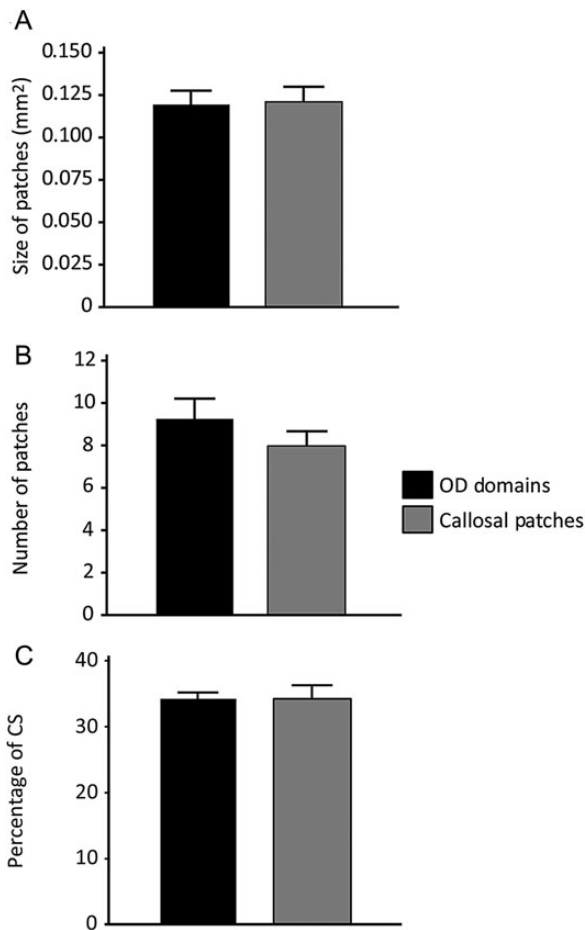 A
0.150
0.125
0.100
0.075
0.050
0.025
0
Size of patches (mm²)
B
12
10
8
6
4
2
0
Number of patches
OD domains
Callosal patches
C
40
30
20
10
0
Percentage of CS